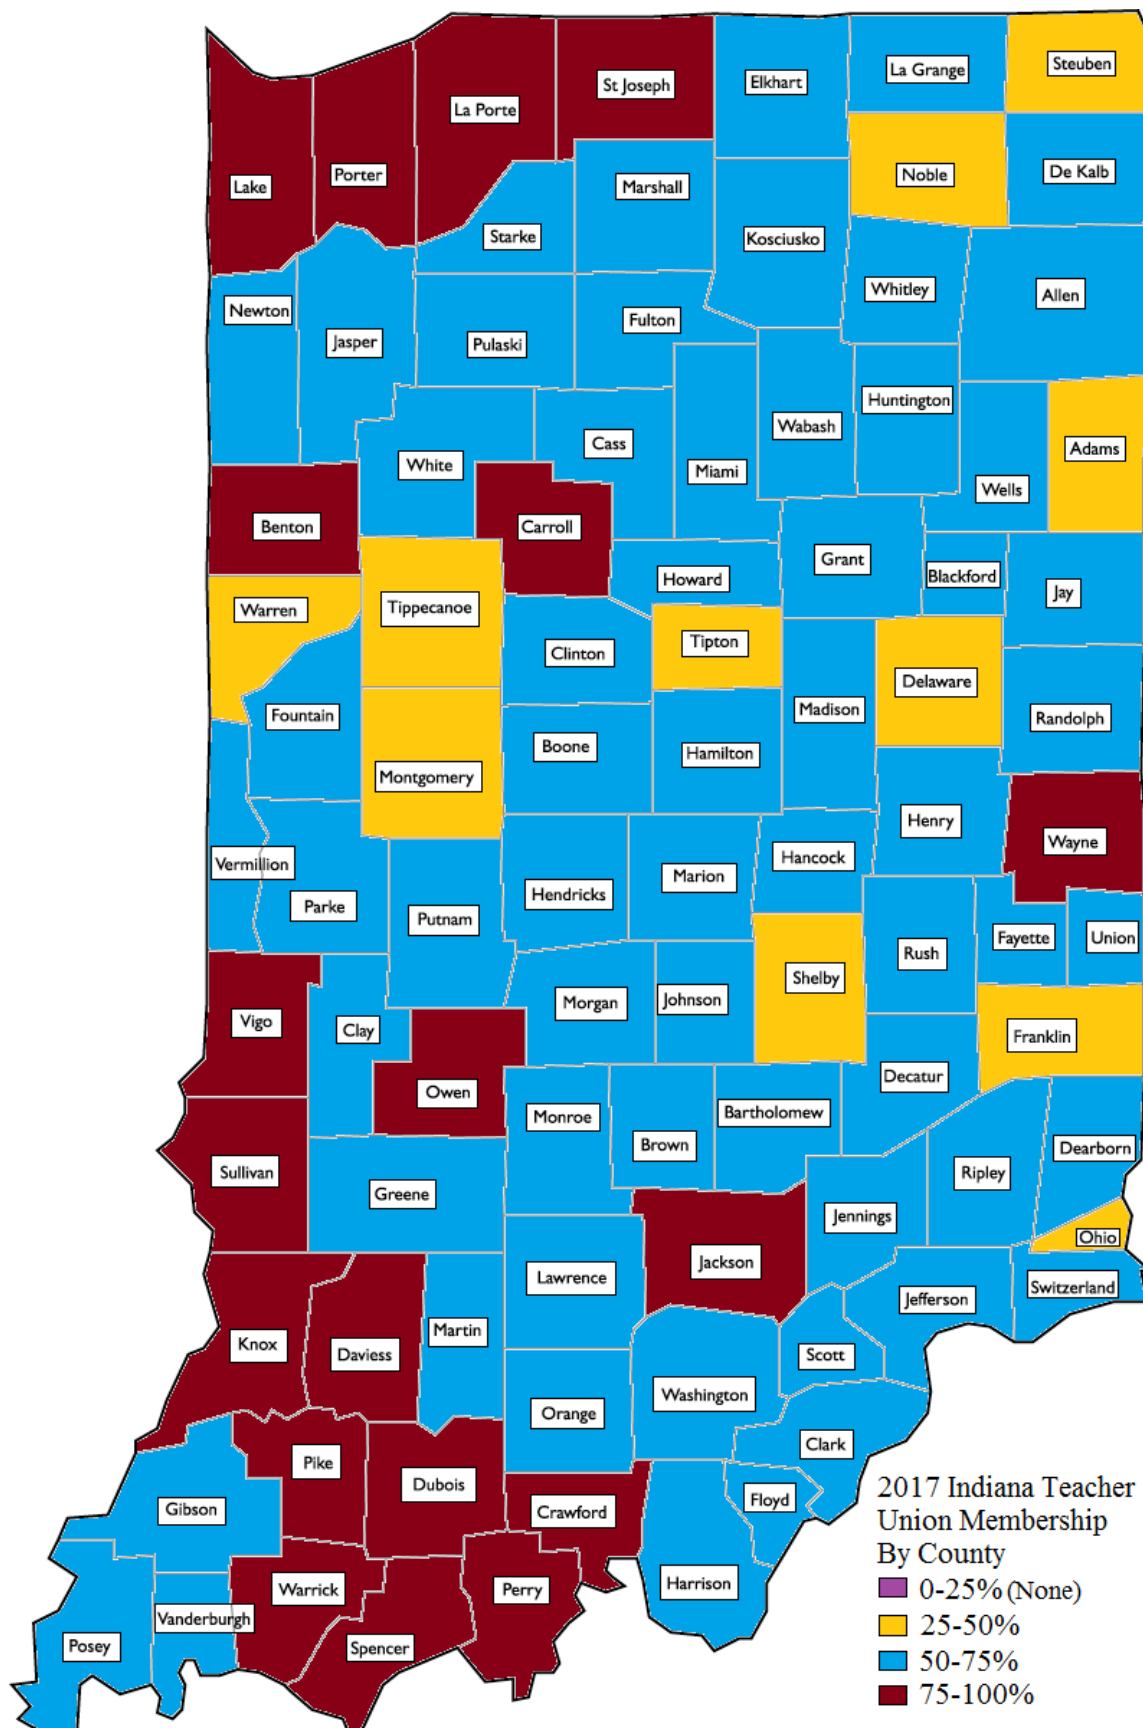 St Joseph
Elkhart
La Grange
Steuben
La Porte
Lake
Porter
Marshall
Noble
De Kalb
Starke
Kosciusko
Newton
Jasper
Pulaski
Fulton
Whitley
Allen
White
Cass
Miami
Wabash
Huntington
Wells
Adams
Benton
Carroll
Warren
Tippecanoe
Howard
Grant
Blackford
Jay
Clinton
Tipton
Delaware
Fountain
Madison
Randolph
Montgomery
Boone
Hamilton
Henry
Wayne
Vermillion
Parke
Putnam
Hendricks
Marion
Hancock
Rush
Fayette
Union
Vigo
Clay
Morgan
Johnson
Shelby
Franklin
Owen
Decatur
Sullivan
Greene
Monroe
Brown
Bartholomew
Ripley
Dearborn
Jennings
Ohio
Knox
Daviess
Martin
Lawrence
Jackson
Jefferson
Switzerland
Scott
Orange
Washington
Clark
Gibson
Pike
Dubois
Crawford
Floyd
Harrison
Posey
Vanderburgh
Warrick
Spencer
Perry
2017 Indiana Teacher
Union Membership
By County
0-25% (None)
25-50%
50-75%
75-100%